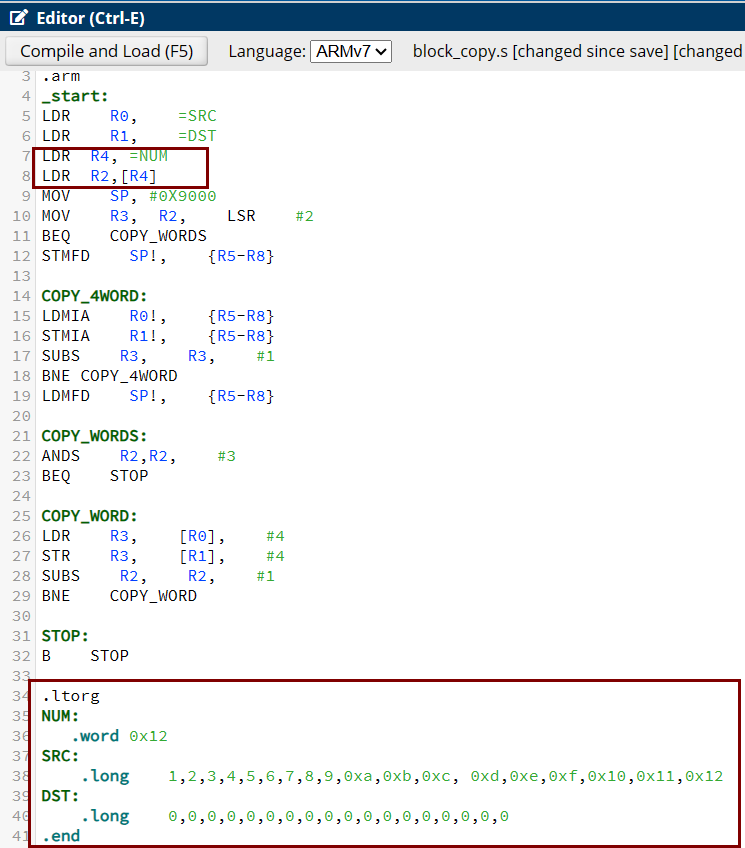 Editor (Ctrl-E)
Compile and Load (F5) Language: ARMv7 block_copy.s [changed since save] [changed
3 .arm
4 _start:
5 LDR R0, =SRC
6 LDR R1, =DST
7 LDR R4, =NUM
8 LDR R2,[R4]
9 MOV SP, #0X9000
10 MOV R3, R2, LSR #2
11 BEQ COPY_WORDS
12 STMFD SP!, {R5-R8}
13
14 COPY_4WORD:
15 LDMIA R0!, {R5-R8}
16 STMIA R1!, {R5-R8}
17 SUBS R3, R3, #1
18 BNE COPY_4WORD
19 LDMFD SP!, {R5-R8}
20
21 COPY_WORDS:
22 ANDS R2,R2, #3
23 BEQ STOP
24
25 COPY_WORD:
26 LDR R3, [R0], #4
27 STR R3, [R1], #4
28 SUBS R2, R2, #1
29 BNE COPY_WORD
30
31 STOP:
32 B STOP
33
34 .ltorg
35 NUM:
36 .word 0x12
37 SRC:
38 .long 1,2,3,4,5,6,7,8,9,0xa,0xb,0xc, 0xd,0xe,0xf,0x10,0x11,0x12
39 DST:
40 .long 0,0,0,0,0,0,0,0,0,0,0,0,0,0,0,0,0,0
41 .end